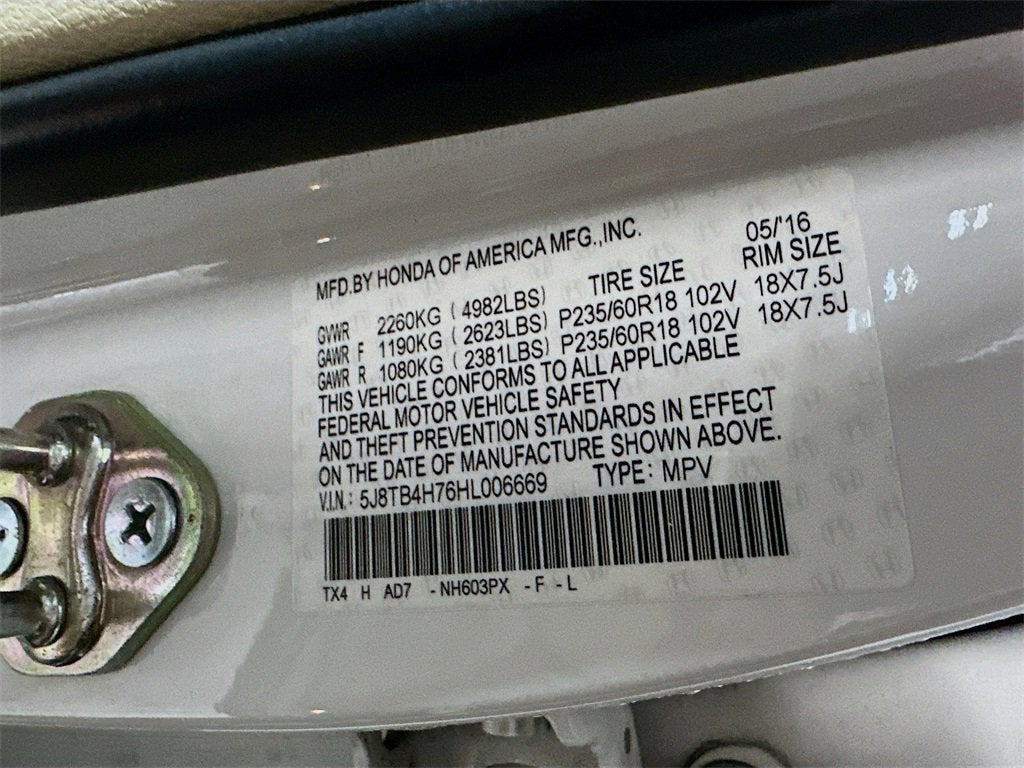 MFD.BY HONDA OF AMERICA MFG.,INC. 05/'16
GVWR 2260KG (4982LBS) TIRE SIZE RIM SIZE
GAWR F 1190KG (2623LBS) P235/60R18 102V 18X7.5J
GAWR R 1080KG (2381LBS) P235/60R18 102V 18X7.5J
THIS VEHICLE CONFORMS TO ALL APPLICABLE
FEDERAL MOTOR VEHICLE SAFETY
AND THEFT PREVENTION STANDARDS IN EFFECT
ON THE DATE OF MANUFACTURE SHOWN ABOVE.
V.I.N.: 5J8TB4H76HL006669 TYPE: MPV
TX4 H AD7 -NH603PX -F -L